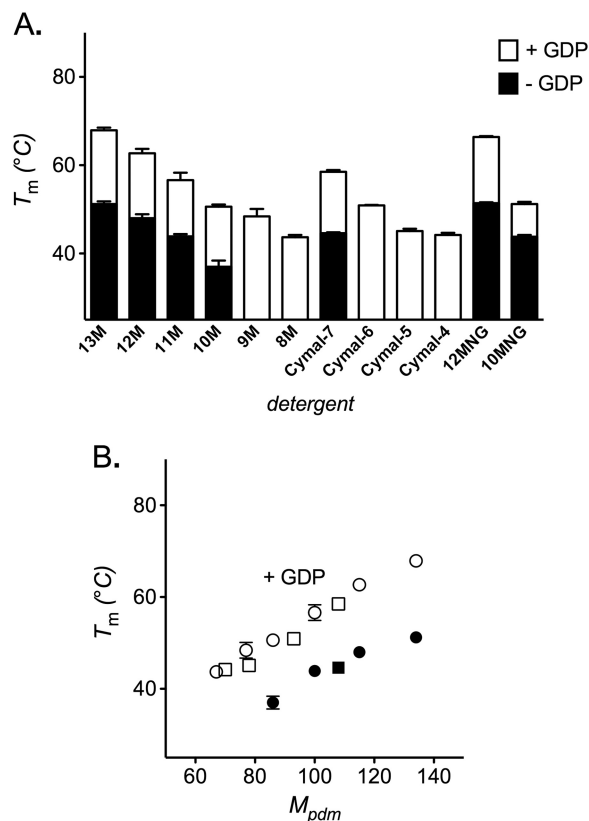 A.
+ GDP
- GDP
80
60
40
Tm (°C)
13M 12M 11M 10M 9M 8M Cymal-7 Cymal-6 Cymal-5 Cymal-4 12MNG 10MNG
detergent
B.
80
60
40
Tm (°C)
+ GDP
60 80 100 120 140
Mpdm